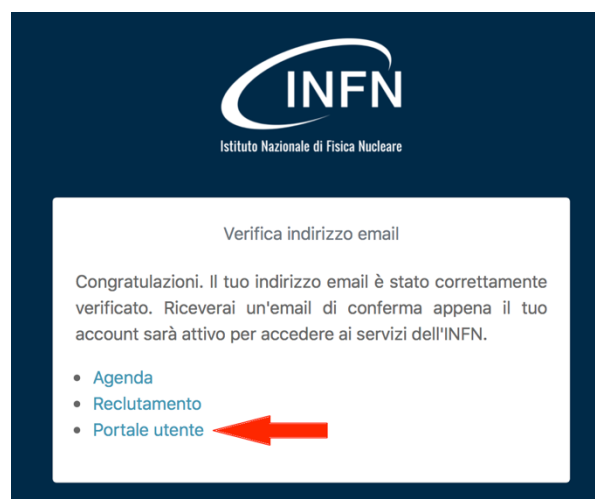 INFN
Istituto Nazionale di Fisica Nucleare
Verifica indirizzo email
Congratulazioni. Il tuo indirizzo email è stato correttamente
verificato. Riceverai un'email di conferma appena il tuo
account sarà attivo per accedere ai servizi dell'INFN.
• Agenda
• Reclutamento
• Portale utente